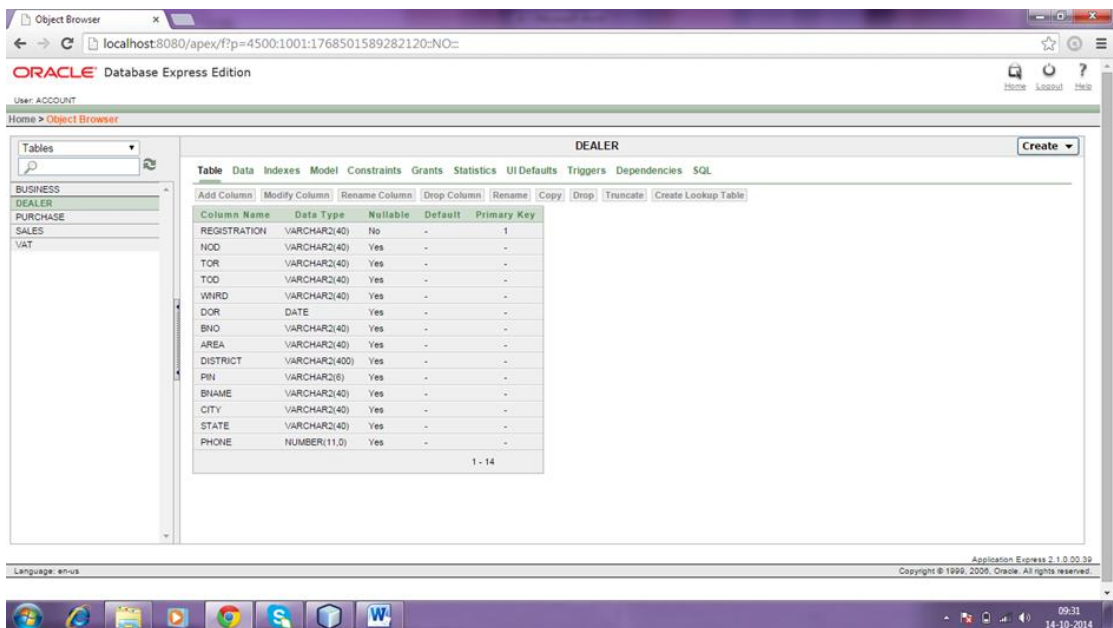 Object Browser
localhost:8080/apex/f?p=4500:1001:1768501589282120::NO:::
ORACLE Database Express Edition
Home Logout Help
User: ACCOUNT
Home > Object Browser
Tables
DEALER
Create
Table Data Indexes Model Constraints Grants Statistics UI Defaults Triggers Dependencies SQL
BUSINESS
DEALER
PURCHASE
SALES
VAT
Add Column Modify Column Rename Column Drop Column Rename Copy Drop Truncate Create Lookup Table
Column Name Data Type Nullable Default Primary Key
REGISTRATION VARCHAR2(40) No - 1
NOD VARCHAR2(40) Yes - -
TOR VARCHAR2(40) Yes - -
TOD VARCHAR2(40) Yes - -
WNRD VARCHAR2(40) Yes - -
DOR DATE Yes - -
BNO VARCHAR2(40) Yes - -
AREA VARCHAR2(40) Yes - -
DISTRICT VARCHAR2(400) Yes - -
PIN VARCHAR2(6) Yes - -
BNAME VARCHAR2(40) Yes - -
CITY VARCHAR2(40) Yes - -
STATE VARCHAR2(40) Yes - -
PHONE NUMBER(11,0) Yes - -
1 - 14
Application Express 2.1.0.00.39
Language: en-us Copyright © 1999, 2006, Oracle. All rights reserved.
09:31
14-10-2014